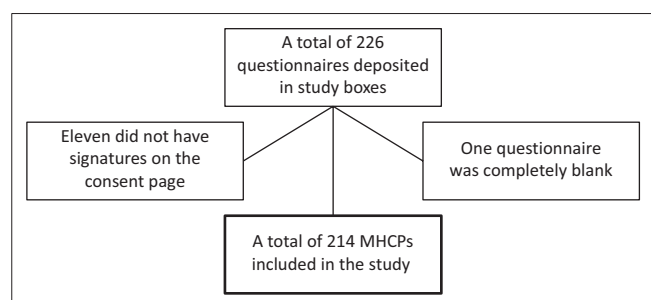 A total of 226
questionnaires deposited
in study boxes
Eleven did not have
signatures on the
consent page
One questionnaire
was completely blank
A total of 214 MHCPs
included in the study